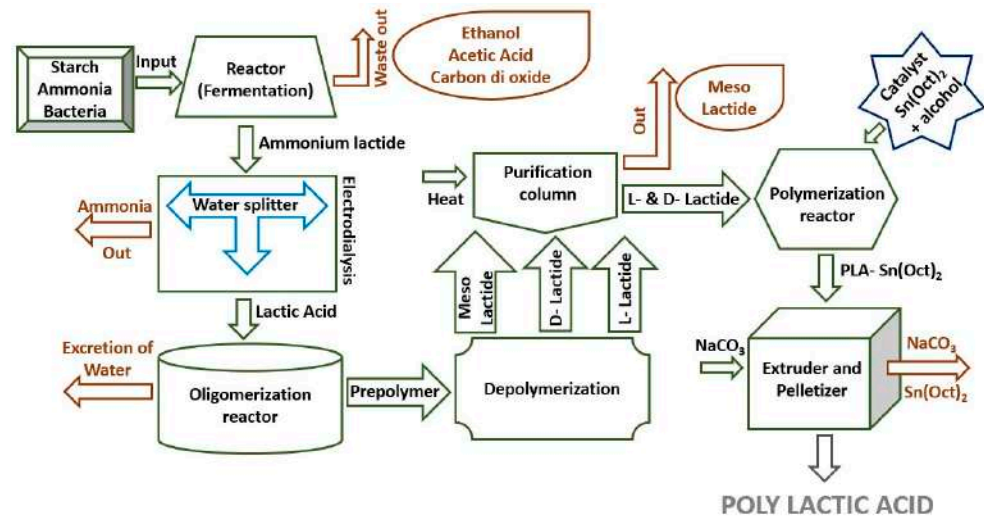 Starch
Ammonia
Bacteria
Input
Reactor
(Fermentation)
Waste out
Ethanol
Acetic Acid
Carbon di oxide
Ammonium lactide
Water splitter
Electrodialysis
Ammonia
Out
Lactic Acid
Excretion of
Water
Oligomerization
reactor
Prepolymer
Depolymerization
Meso
Lactide
D- Lactide
L- Lactide
Heat
Purification
column
Out
Meso
Lactide
L- & D- Lactide
Catalyst
Sn(Oct)₂
+ alcohol
Polymerization
reactor
PLA- Sn(Oct)₂
NaCO₃
Extruder and
Pelletizer
NaCO₃
Sn(Oct)₂
POLY LACTIC ACID